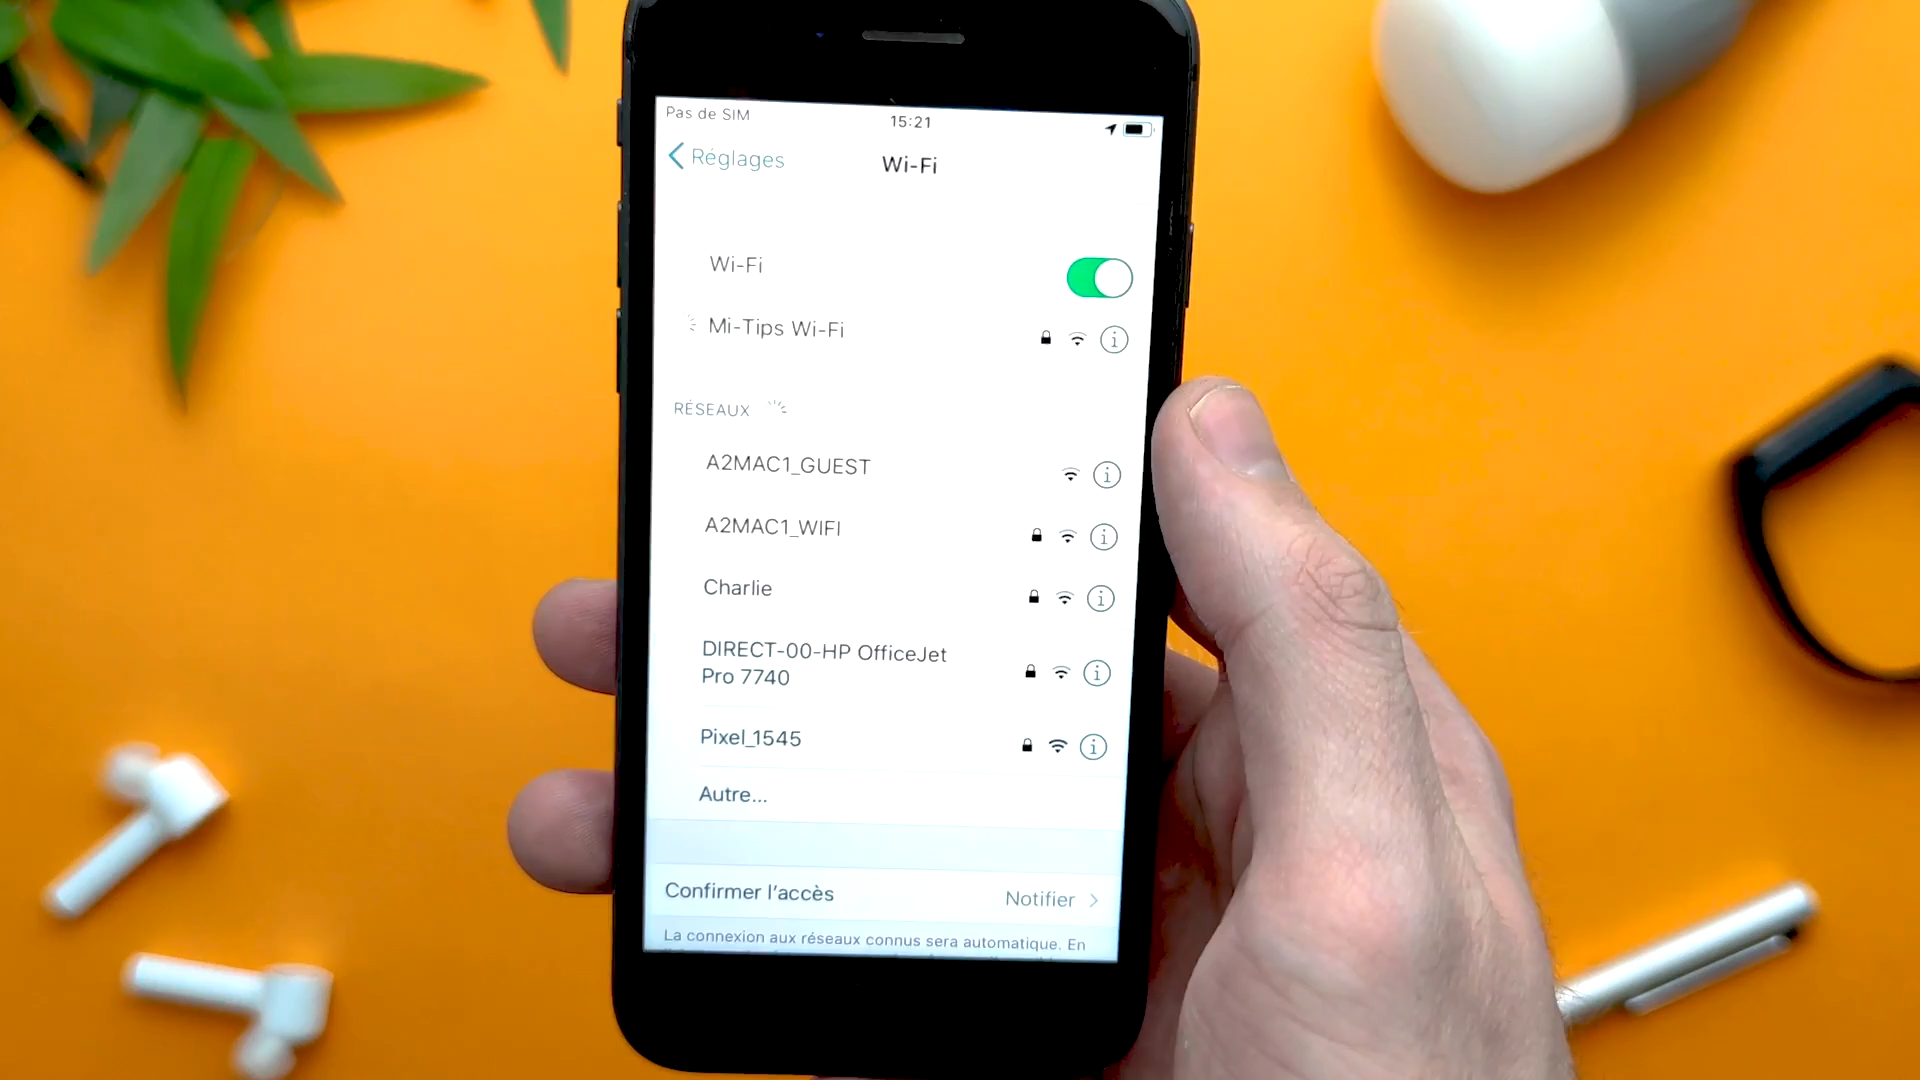 Pas de SIM
15:21
Réglages
Wi-Fi
Wi-Fi
Mi-Tips Wi-Fi
RÉSEAUX
A2MAC1_GUEST
A2MAC1_WIFI
Charlie
DIRECT-00-HP OfficeJet
Pro 7740
Pixel_1545
Autre...
Confirmer l'accès
Notifier
La connexion aux réseaux connus sera automatique. En